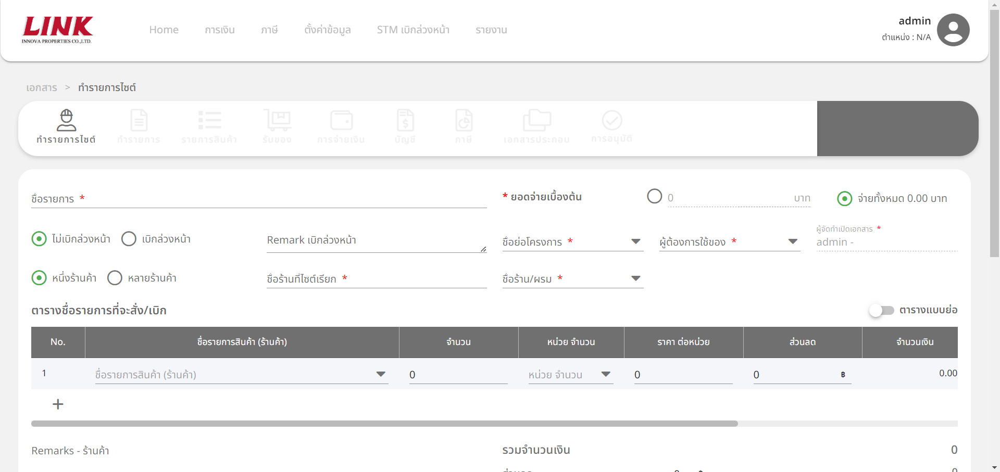 LINK
INNOVA PROPERTIES CO.,LTD.
Home การเงิน ภาษี ตั้งค่าข้อมูล STM เบิกล่วงหน้า รายงาน
admin
ตำแหน่ง : N/A
เอกสาร > ทำรายการไซต์
ทำรายการไซต์ ทำรายการ รายการสินค้า รับของ การจ่ายเงิน บัญชี ภาษี เอกสารประกอบ การอนุมัติ
ชื่อรายการ *
* ยอดจ่ายเบื้องต้น 0 บาท จ่ายทั้งหมด 0.00 บาท
ไม่เบิกล่วงหน้า เบิกล่วงหน้า Remark เบิกล่วงหน้า ชื่อย่อโครงการ * ผู้ต้องการใช้ของ *
ผู้จัดทำเปิดเอกสาร *
admin -
หนึ่งร้านค้า หลายร้านค้า ชื่อร้านที่ไซต์เรียก * ชื่อร้าน/ผรม *
ตารางชื่อรายการที่จะสั่ง/เบิก ตารางแบบย่อ
No. ชื่อรายการสินค้า (ร้านค้า) จำนวน หน่วย จำนวน ราคา ต่อหน่วย ส่วนลด จำนวนเงิน
1 ชื่อรายการสินค้า (ร้านค้า) 0 หน่วย จำนวน 0 0 ฿ 0.00
+
Remarks - ร้านค้า รวมจำนวนเงิน 0